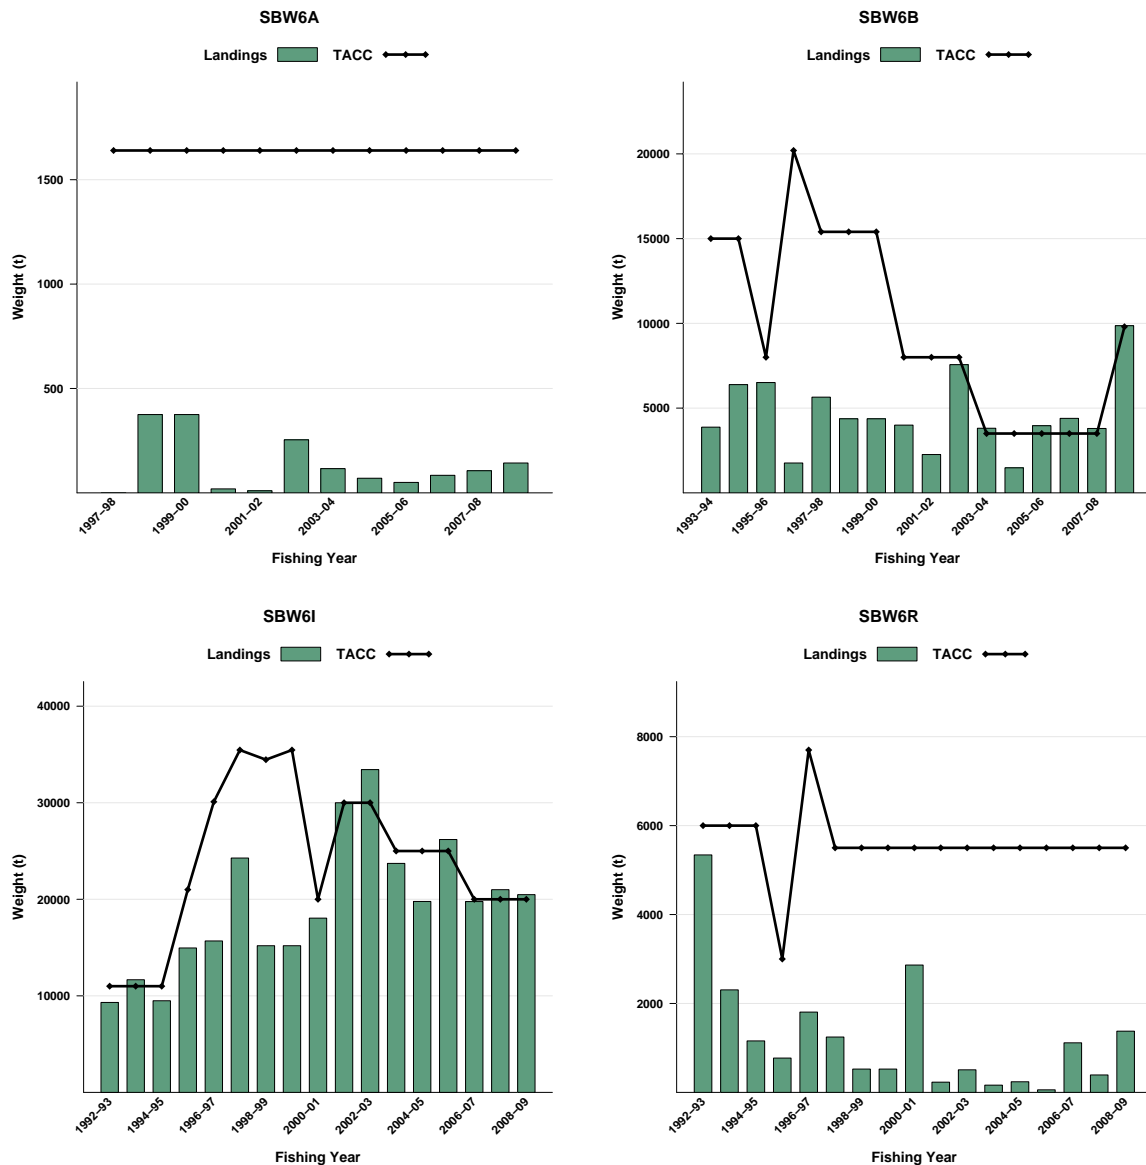 SBW6A
Landings TACC
Weight (t)
1500
1000
500
1997–98
1999–00
2001–02
2003–04
2005–06
2007–08
Fishing Year
SBW6B
Landings TACC
Weight (t)
20000
15000
10000
5000
1993–94
1995–96
1997–98
1999–00
2001–02
2003–04
2005–06
2007–08
Fishing Year
SBW6I
Landings TACC
Weight (t)
40000
30000
20000
10000
1992–93
1994–95
1996–97
1998–99
2000–01
2002–03
2004–05
2006–07
2008–09
Fishing Year
SBW6R
Landings TACC
Weight (t)
8000
6000
4000
2000
1992–93
1994–95
1996–97
1998–99
2000–01
2002–03
2004–05
2006–07
2008–09
Fishing Year